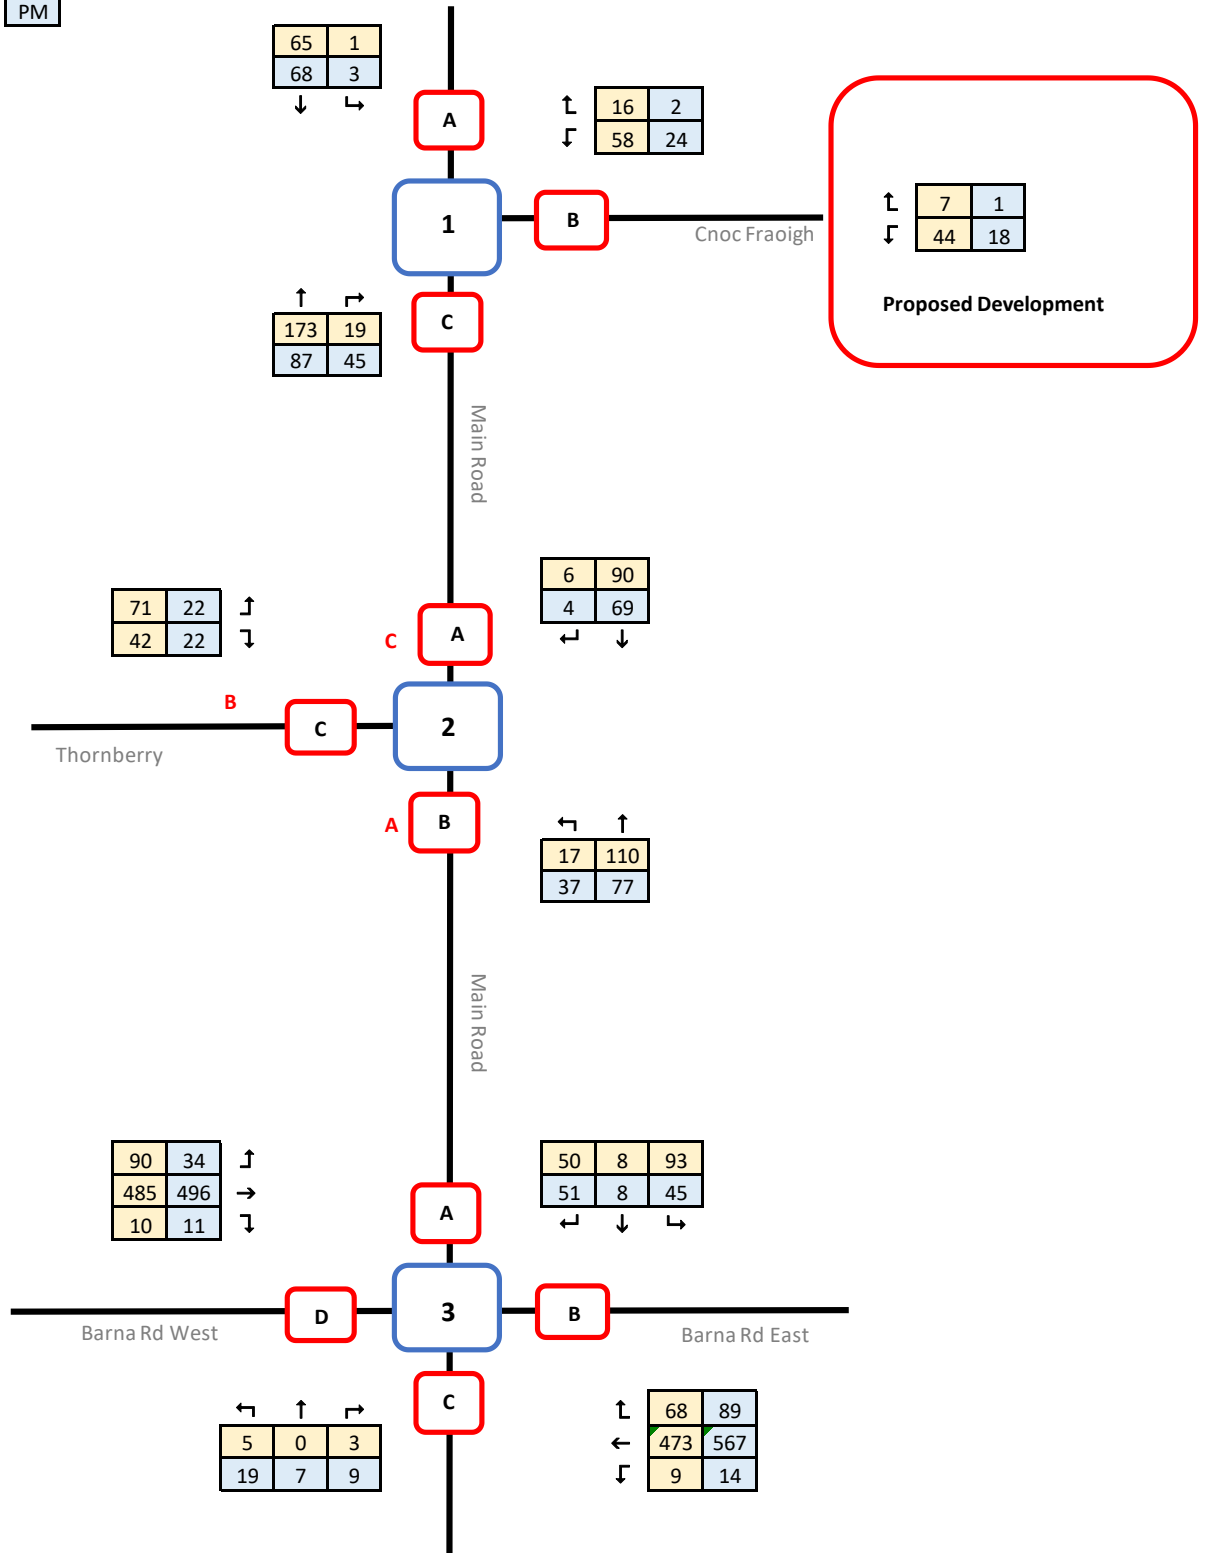 PM
65 1
68 3
↓ ↳
A
↰ 16 2
↲ 58 24
1
B
Cnoc Fraoigh
7 1
44 18
Proposed Development
↑ ↱
173 19
87 45
C
Main Road
6 90
4 69
↵ ↓
71 22
42 22
C
A
B
C
2
Thornberry
A
B
↰ ↑
17 110
37 77
Main Road
90 34
485 496 →
10 11
50 8 93
51 8 45
↵ ↓ ↳
A
D
3
B
Barna Rd West
Barna Rd East
C
↰ ↑ ↱
5 0 3
19 7 9
68 89
← 473 567
9 14